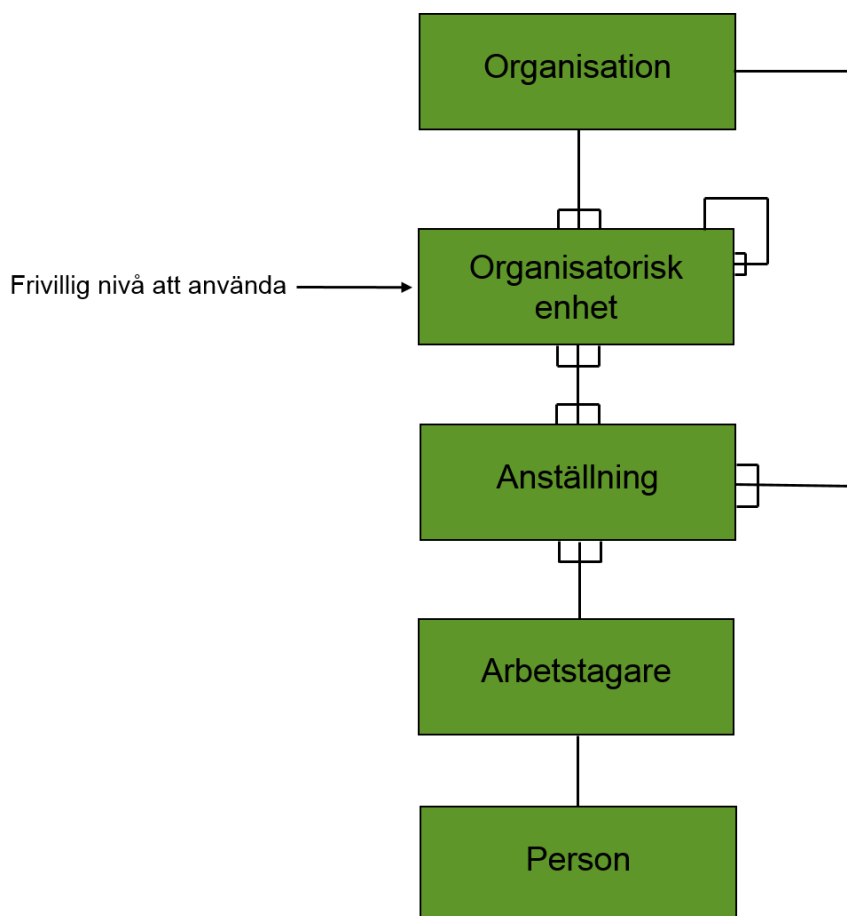 Organisation
Frivillig nivå att använda
Organisatorisk
enhet
Anställning
Arbetstagare
Person